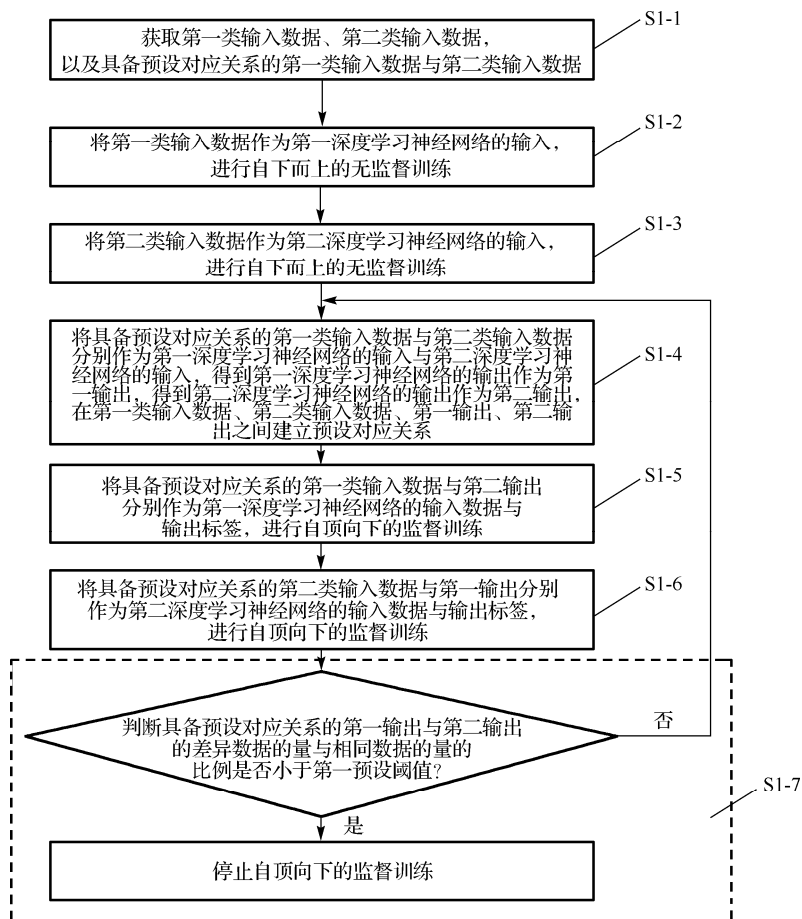 获取第一类输入数据、第二类输入数据，
以及具备预设对应关系的第一类输入数据与第二类输入数据
S1-1
将第一类输入数据作为第一深度学习神经网络的输入，
进行自下而上的无监督训练
S1-2
将第二类输入数据作为第二深度学习神经网络的输入，
进行自下而上的无监督训练
S1-3
将具备预设对应关系的第一类输入数据与第二类输入数据
分别作为第一深度学习神经网络的输入与第二深度学习神
经网络的输入，得到第一深度学习神经网络的输出作为第
一输出，得到第二深度学习神经网络的输出作为第二输出，
在第一类输入数据、第二类输入数据、第一输出、第二输
出之间建立预设对应关系
S1-4
将具备预设对应关系的第一类输入数据与第二输出
分别作为第一深度学习神经网络的输入数据与
输出标签，进行自顶向下的监督训练
S1-5
将具备预设对应关系的第二类输入数据与第一输出分别
作为第二深度学习神经网络的输入数据与输出标签，
进行自顶向下的监督训练
S1-6
判断具备预设对应关系的第一输出与第二输出
的差异数据的量与相同数据的量的
比例是否小于第一预设阈值？
否
是
S1-7
停止自顶向下的监督训练